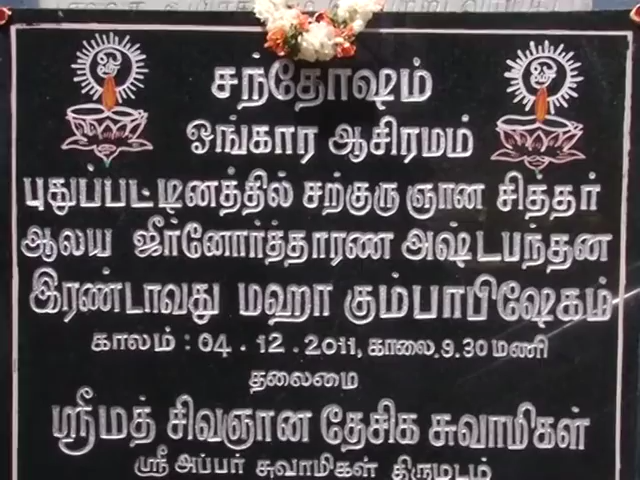 சந்தோஷம்
ஓங்கார ஆசிரமம்
புதுப்பட்டினத்தில் சற்குரு ஞான சித்தர்
ஆலய ஜீர்னோர்த்தாரண அஷ்டபந்தன
இரண்டாவது மஹா கும்பாபிஷேகம்
காலம் : 04 . 12 . 2011, காலை. 9.30 மணி
தலைமை
ஸ்ரீமத் சிவஞான தேசிக சுவாமிகள்
ஸ்ரீ அப்பர் சுவாமிகள் திருமடம்